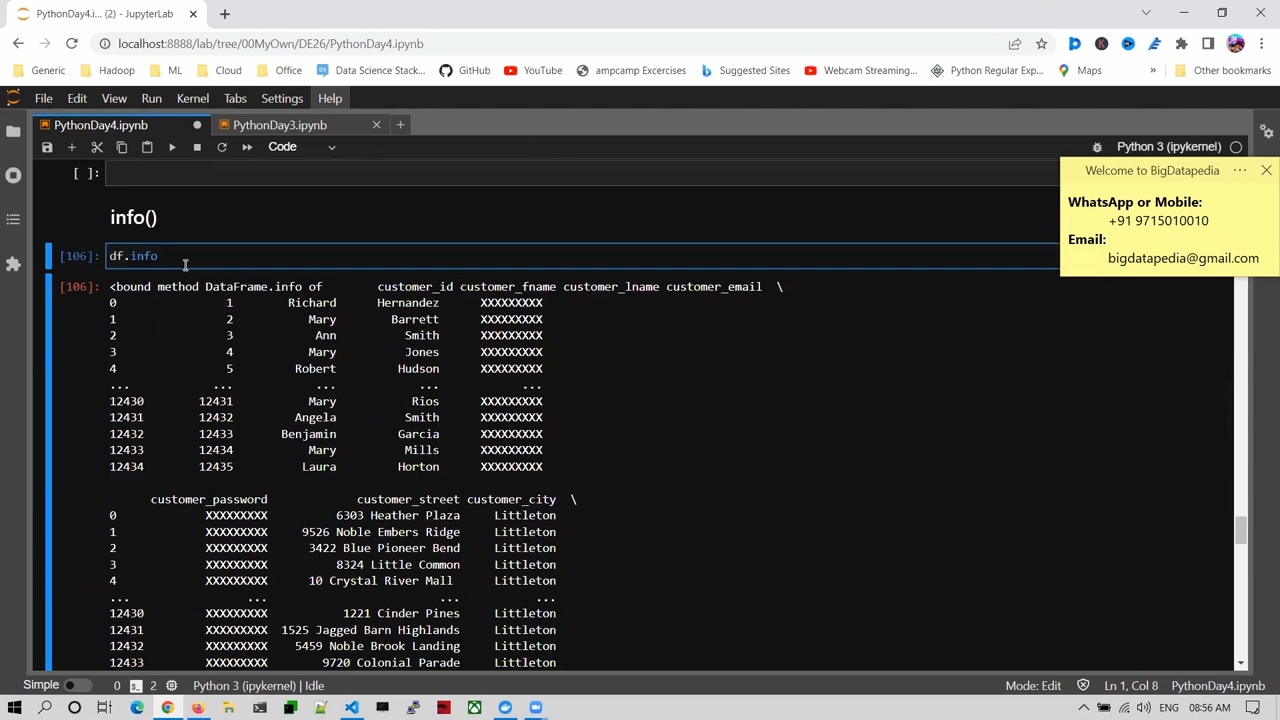 PythonDay4.i... (2) - JupyterLab
localhost:8888/lab/tree/00MyOwn/DE26/PythonDay4.ipynb
Generic Hadoop ML Cloud Office Data Science Stack... GitHub YouTube ampcamp Excercises Suggested Sites Webcam Streaming... Python Regular Exp... Maps » Other bookmarks
File Edit View Run Kernel Tabs Settings Help
PythonDay4.ipynb PythonDay3.ipynb
Code Python 3 (ipykernel)
Welcome to BigDatapedia ...
WhatsApp or Mobile:
+91 9715010010
Email:
bigdatapedia@gmail.com
[ ]:
info()
[106]: df.info
[106]: <bound method DataFrame.info of customer_id customer_fname customer_lname customer_email \
0 1 Richard Hernandez XXXXXXXXX
1 2 Mary Barrett XXXXXXXXX
2 3 Ann Smith XXXXXXXXX
3 4 Mary Jones XXXXXXXXX
4 5 Robert Hudson XXXXXXXXX
... ... ... ... ...
12430 12431 Mary Rios XXXXXXXXX
12431 12432 Angela Smith XXXXXXXXX
12432 12433 Benjamin Garcia XXXXXXXXX
12433 12434 Mary Mills XXXXXXXXX
12434 12435 Laura Horton XXXXXXXXX
customer_password customer_street customer_city \
0 XXXXXXXXX 6303 Heather Plaza Littleton
1 XXXXXXXXX 9526 Noble Embers Ridge Littleton
2 XXXXXXXXX 3422 Blue Pioneer Bend Littleton
3 XXXXXXXXX 8324 Little Common Littleton
4 XXXXXXXXX 10 Crystal River Mall Littleton
... ... ... ...
12430 XXXXXXXXX 1221 Cinder Pines Littleton
12431 XXXXXXXXX 1525 Jagged Barn Highlands Littleton
12432 XXXXXXXXX 5459 Noble Brook Landing Littleton
12433 XXXXXXXXX 9720 Colonial Parade Littleton
Simple 0 2 Python 3 (ipykernel) | Idle Mode: Edit Ln 1, Col 8 PythonDay4.ipynb
ENG 08:56 AM